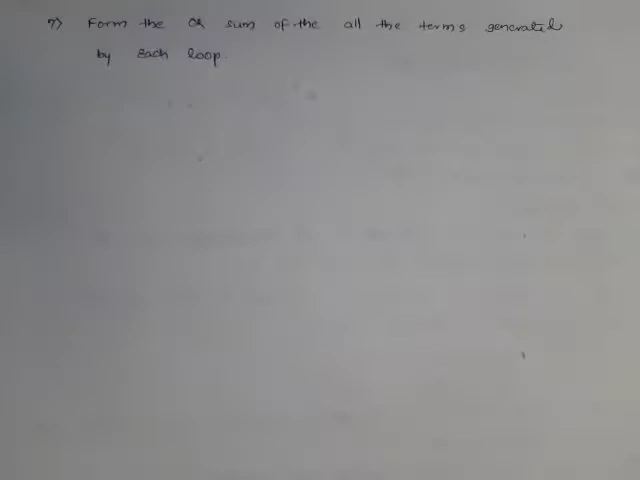 7) Form the OR sum of the all the terms generated
by Each loop.